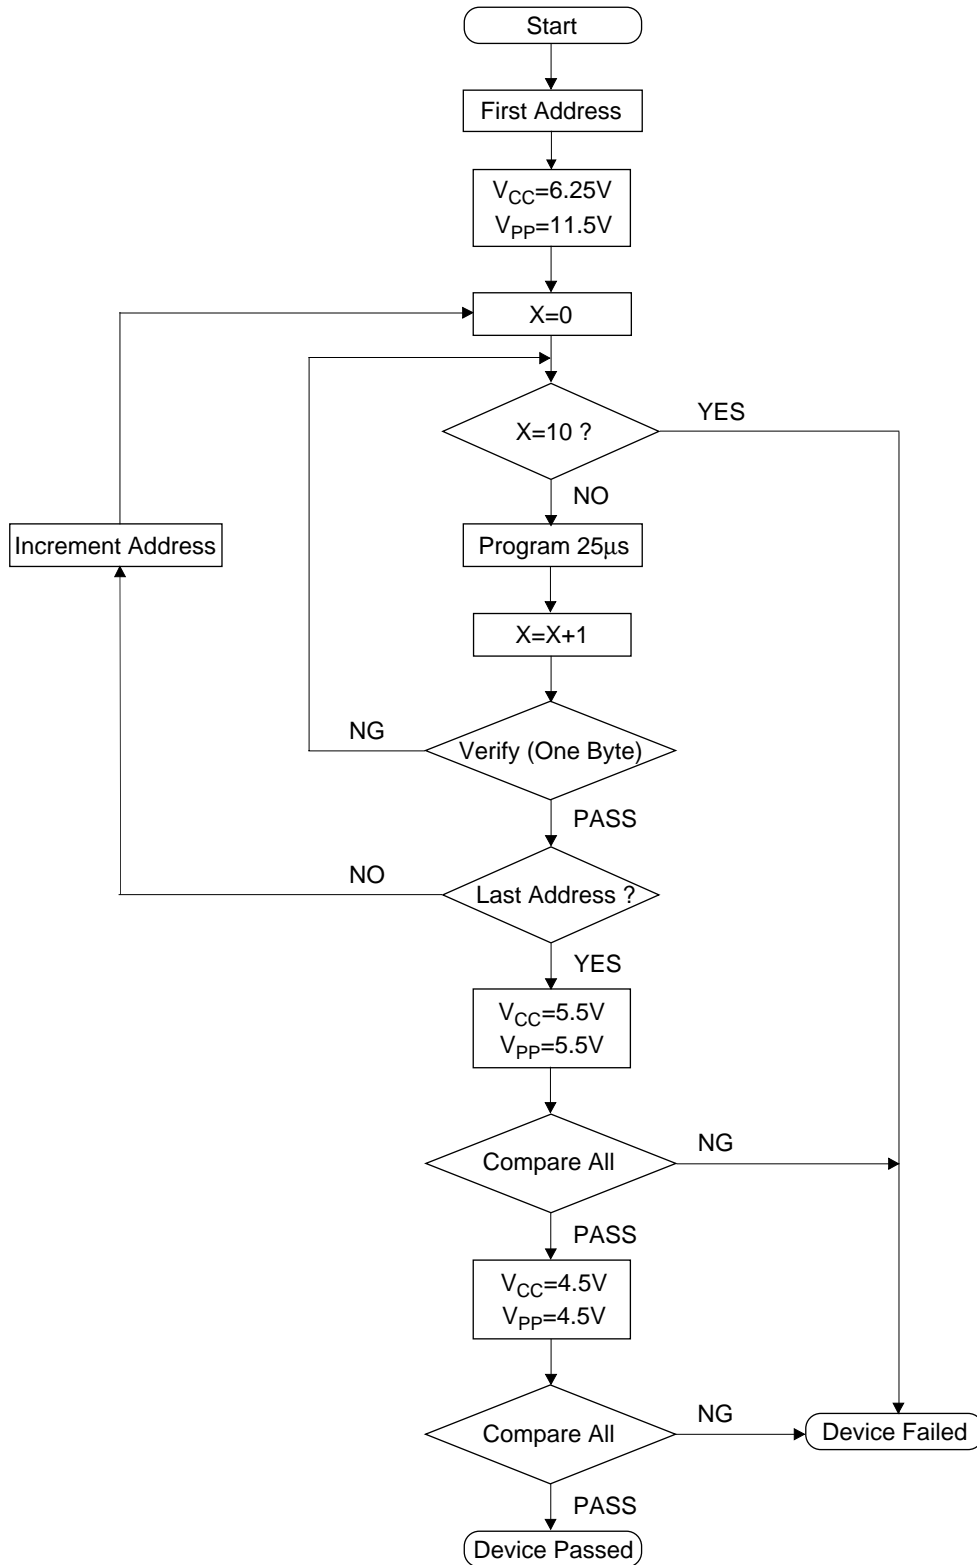 Start
First Address
VCC=6.25V
VPP=11.5V
X=0
X=10 ?
YES
NO
Increment Address
Program 25μs
X=X+1
NG
Verify (One Byte)
PASS
NO
Last Address ?
YES
VCC=5.5V
VPP=5.5V
Compare All
NG
PASS
VCC=4.5V
VPP=4.5V
Compare All
NG
Device Failed
PASS
Device Passed